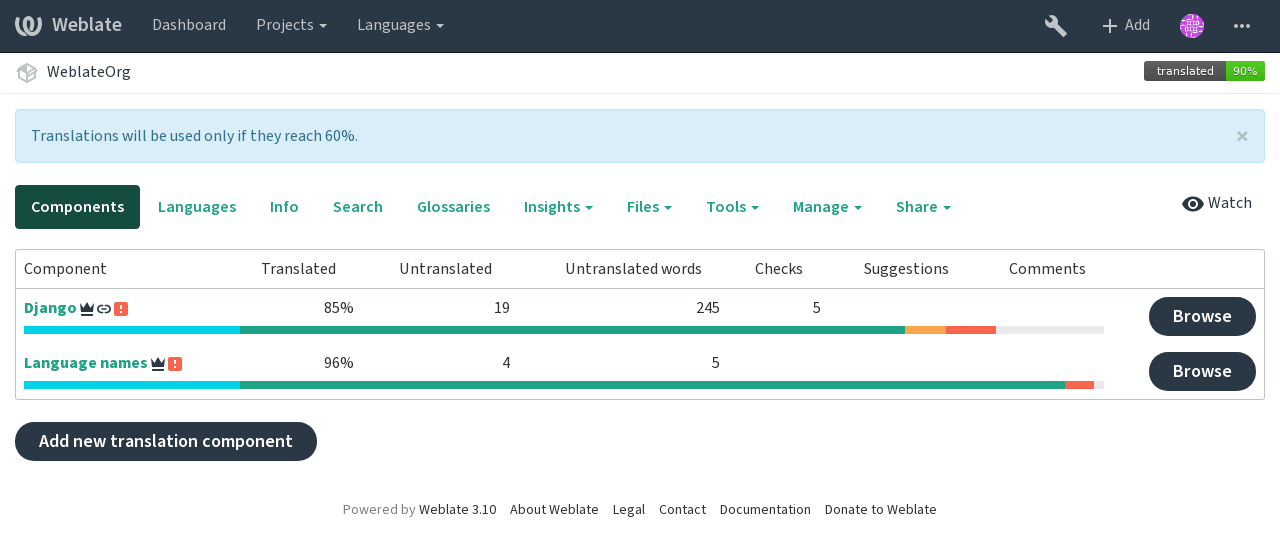 Weblate Dashboard Projects Languages Add
WeblateOrg translated 90%
Translations will be used only if they reach 60%. ×
Components Languages Info Search Glossaries Insights Files Tools Manage Share Watch
Component Translated Untranslated Untranslated words Checks Suggestions Comments
Django 85% 19 245 5 Browse
Language names 96% 4 5 Browse
Add new translation component
Powered by Weblate 3.10 About Weblate Legal Contact Documentation Donate to Weblate